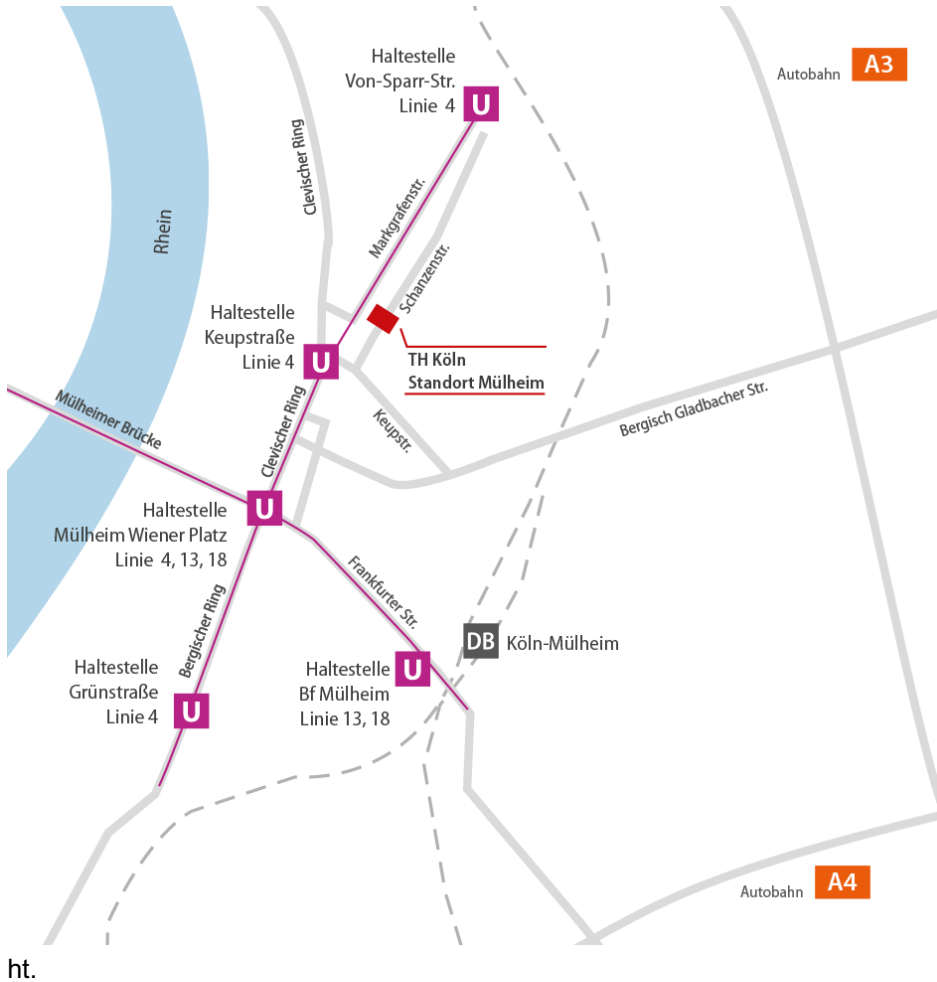 Haltestelle
Von-Sparr-Str.
Linie 4
U
Autobahn
A3
Clevischer Ring
Markgrafenstr.
Rhein
Schanzenstr.
Haltestelle
Keupstraße
Linie 4
U
TH Köln
Standort Mülheim
Mülheimer Brücke
Clevischer Ring
Keupstr.
Bergisch Gladbacher Str.
Haltestelle
Mülheim Wiener Platz
Linie 4, 13, 18
U
Frankfurter Str.
Bergischer Ring
DB
Köln-Mülheim
Haltestelle
Grünstraße
Linie 4
U
Haltestelle
Bf Mülheim
Linie 13, 18
U
Autobahn
A4
ht.